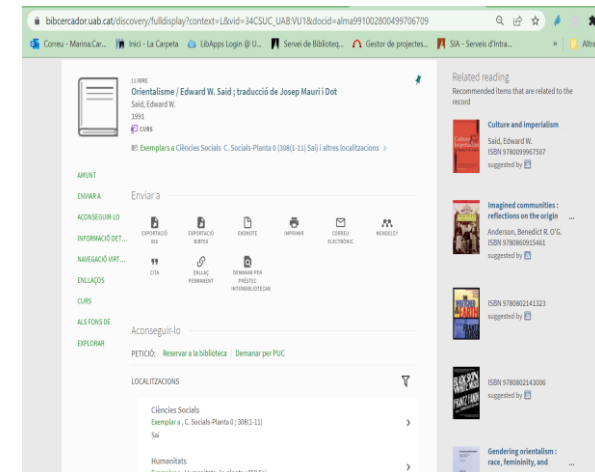 bibcercador.uab.cat/discovery/fulldisplay?context=L&vid=34CSUC_UAB:VU1&docid=alma991002800499706709
Correu - Marina.Car...
Inici - La Carpeta
LibApps Login @ U...
Servei de Biblioteq...
Gestor de projectes...
SIA - Serveis d'Intra...
»
Altre
LLIBRE
Orientalisme / Edward W. Said ; traducció de Josep Mauri i Dot
Said, Edward W.
1991
CURS
Exemplars a Ciències Socials C. Socials-Planta 0 (308(1-11) Sai) i altres localitzacions >
AMUNT
ENVIAR A
ACONSEGUIR-LO
INFORMACIÓ DET...
NAVEGACIÓ VIRT...
ENLLAÇOS
CURS
ALS FONS DE
EXPLORAR
Enviar a
EXPORTACIÓ
RIS
EXPORTACIÓ
BIBTEX
ENDNOTE
IMPRIMIR
CORREU
ELECTRÒNIC
MENDELEY
CITA
ENLLAÇ
PERMANENT
DEMANAR PER
PRÉSTEC
INTERBIBLIOTECARI
Aconseguir-lo
PETICIÓ: Reservar a la biblioteca | Demanar per PUC
LOCALITZACIONS
Ciències Socials
Exemplar a , C. Socials-Planta 0 ; 308(1-11)
Sai
Humanitats
Related reading
Recommended items that are related to the
record
Culture and imperialism
Said, Edward W.
ISBN 9780099967507
suggested by
Imagined communities :
reflections on the origin ...
Anderson, Benedict R. O'G.
ISBN 9780860915461
suggested by
ISBN 9780802141323
suggested by
ISBN 9780802143006
suggested by
Gendering orientalism :
race, femininity, and ...